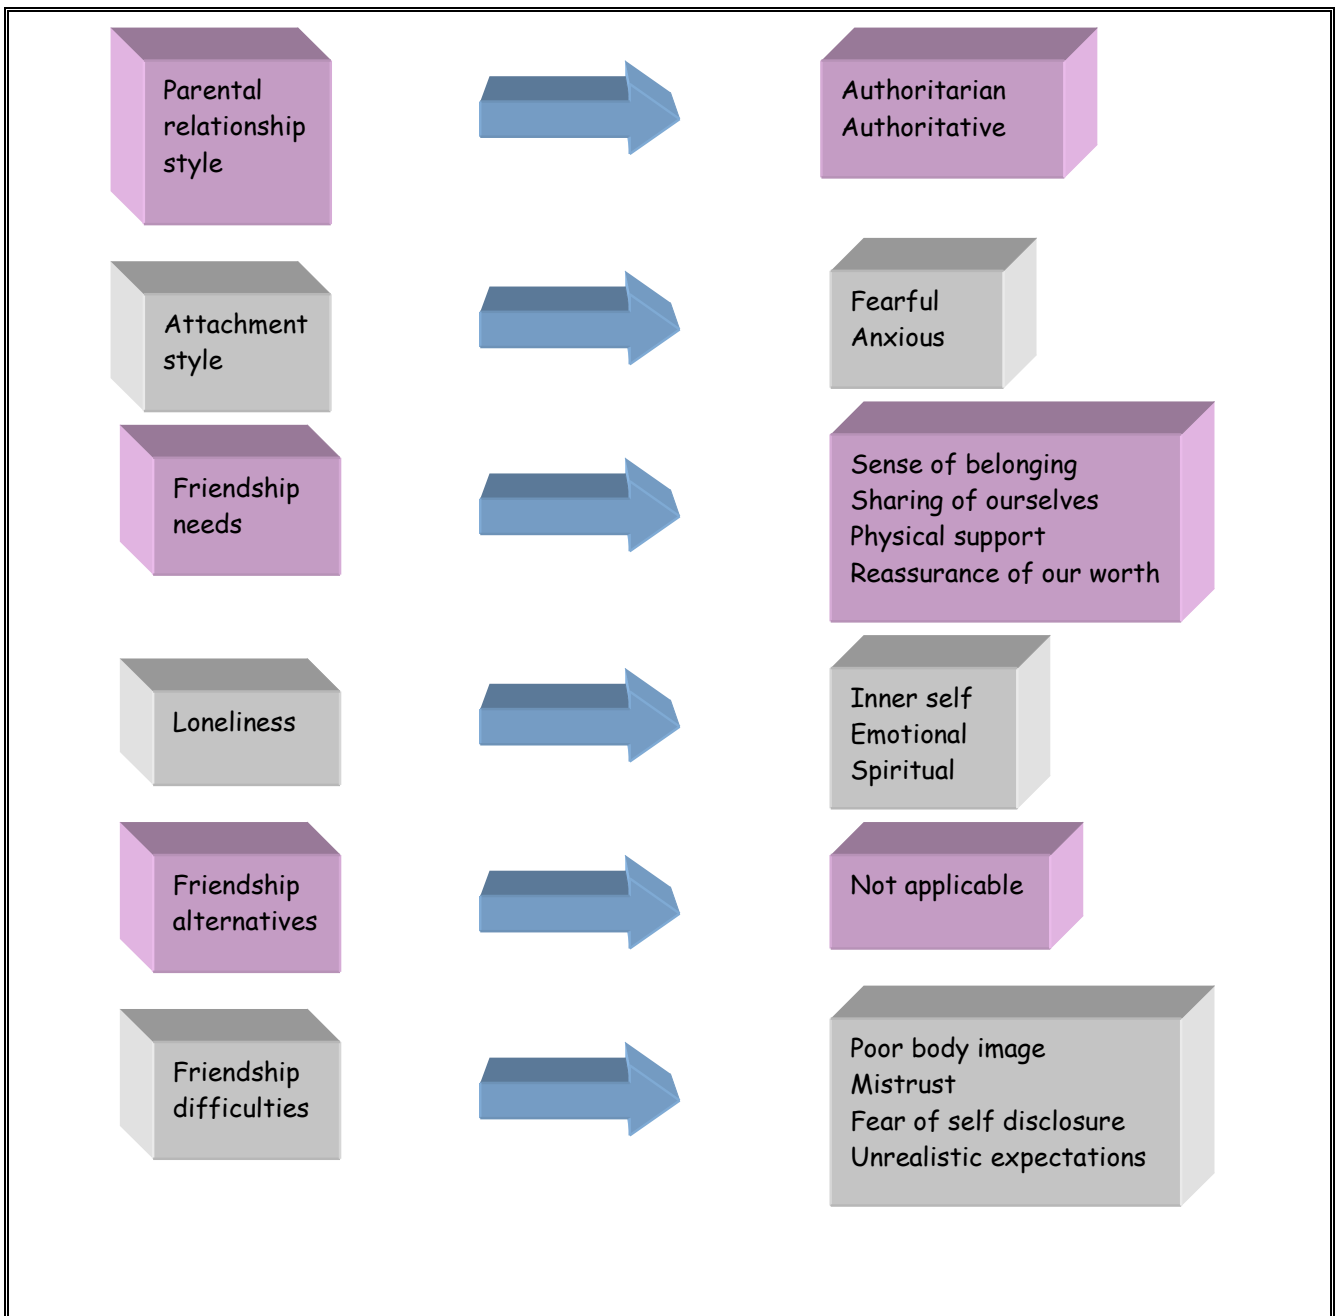 Parental
relationship
style
Authoritarian
Authoritative
Attachment
style
Fearful
Anxious
Friendship
needs
Sense of belonging
Sharing of ourselves
Physical support
Reassurance of our worth
Loneliness
Inner self
Emotional
Spiritual
Friendship
alternatives
Not applicable
Friendship
difficulties
Poor body image
Mistrust
Fear of self disclosure
Unrealistic expectations